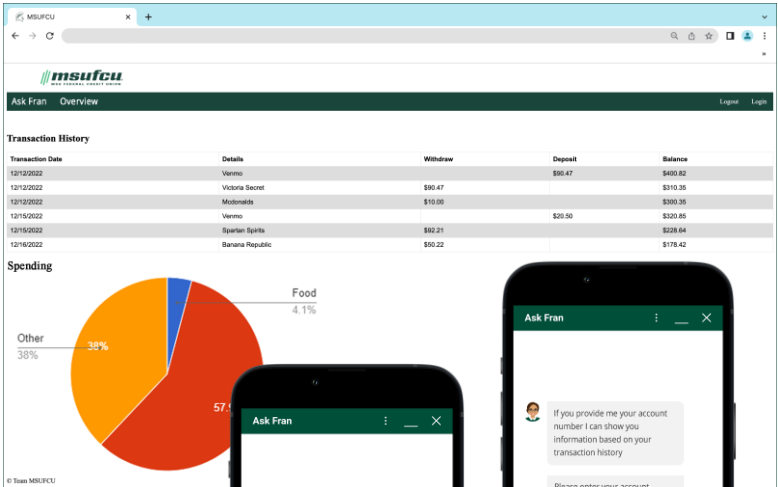 MSUFCU
msufcu
MSU FEDERAL CREDIT UNION
Ask Fran Overview Logout Login
Transaction History
Transaction Date Details Withdraw Deposit Balance
12/12/2022 Venmo $90.47 $400.82
12/12/2022 Victoria Secret $90.47 $310.35
12/12/2022 Mcdonalds $10.00 $300.35
12/15/2022 Venmo $20.50 $320.85
12/15/2022 Spartan Spirits $92.21 $228.64
12/16/2022 Banana Republic $50.22 $178.42
Spending
Food
4.1%
Other
38%
38%
57.9
Ask Fran
Ask Fran
If you provide me your account
number I can show you
information based on your
transaction history
Please enter your account
© Team MSUFCU